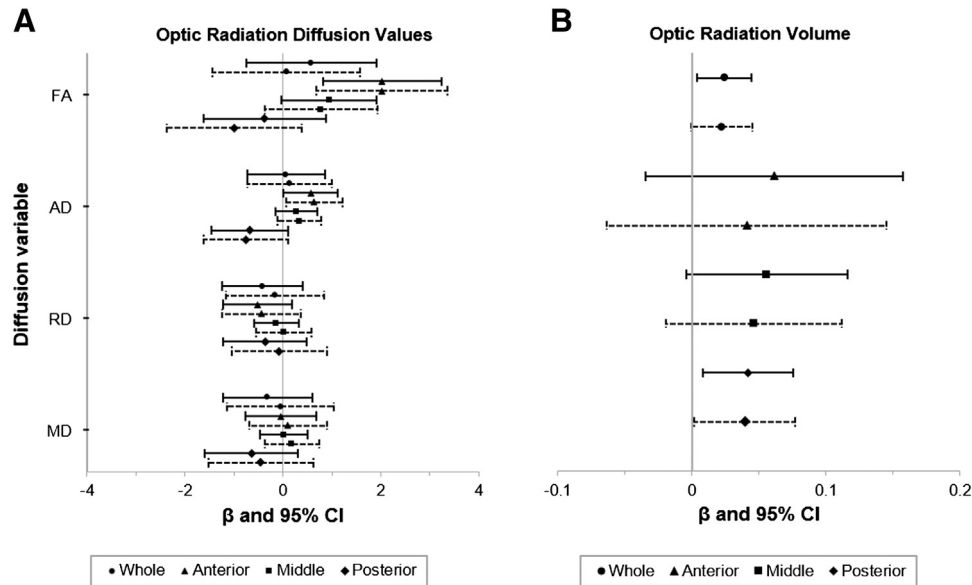 A
Optic Radiation Diffusion Values
Diffusion variable
FA
AD
RD
MD
-4 -2 0 2 4
β and 95% CI
Whole Anterior Middle Posterior
B
Optic Radiation Volume
-0.1 0 0.1 0.2
β and 95% CI
Whole Anterior Middle Posterior